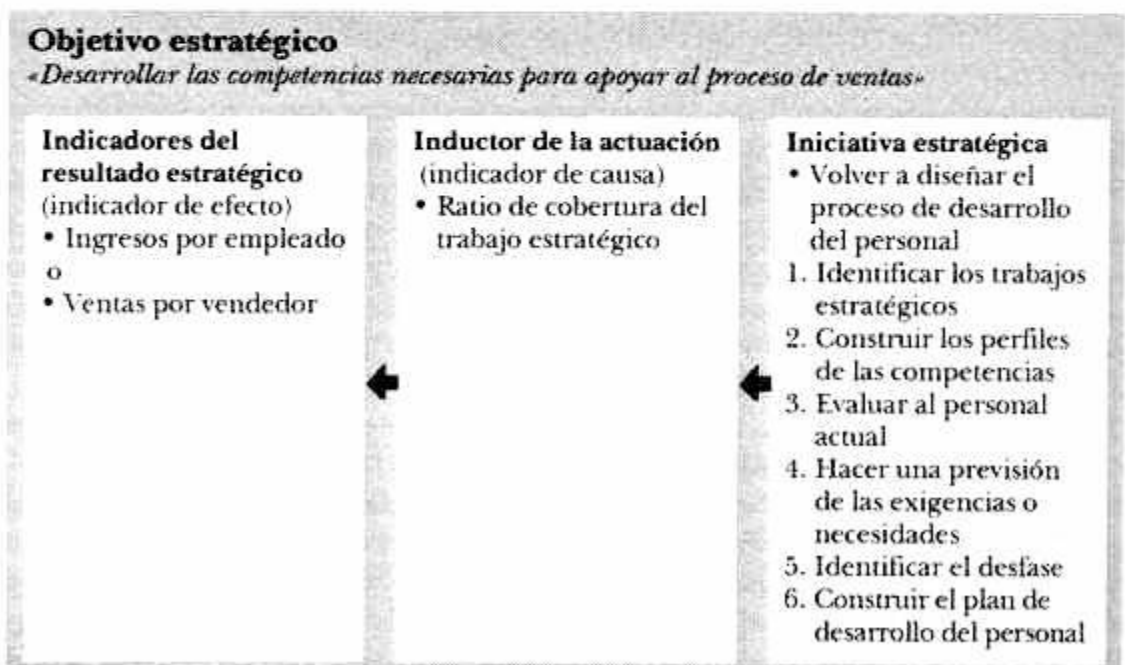 Objetivo estratégico
«Desarrollar las competencias necesarias para apoyar al proceso de ventas»
Indicadores del
resultado estratégico
(indicador de efecto)
• Ingresos por empleado
o
• Ventas por vendedor
Inductor de la actuación
(indicador de causa)
• Ratio de cobertura del
trabajo estratégico
Iniciativa estratégica
• Volver a diseñar el
proceso de desarrollo
del personal
1. Identificar los trabajos
estratégicos
2. Construir los perfiles
de las competencias
3. Evaluar al personal
actual
4. Hacer una previsión
de las exigencias o
necesidades
5. Identificar el desfase
6. Construir el plan de
desarrollo del personal